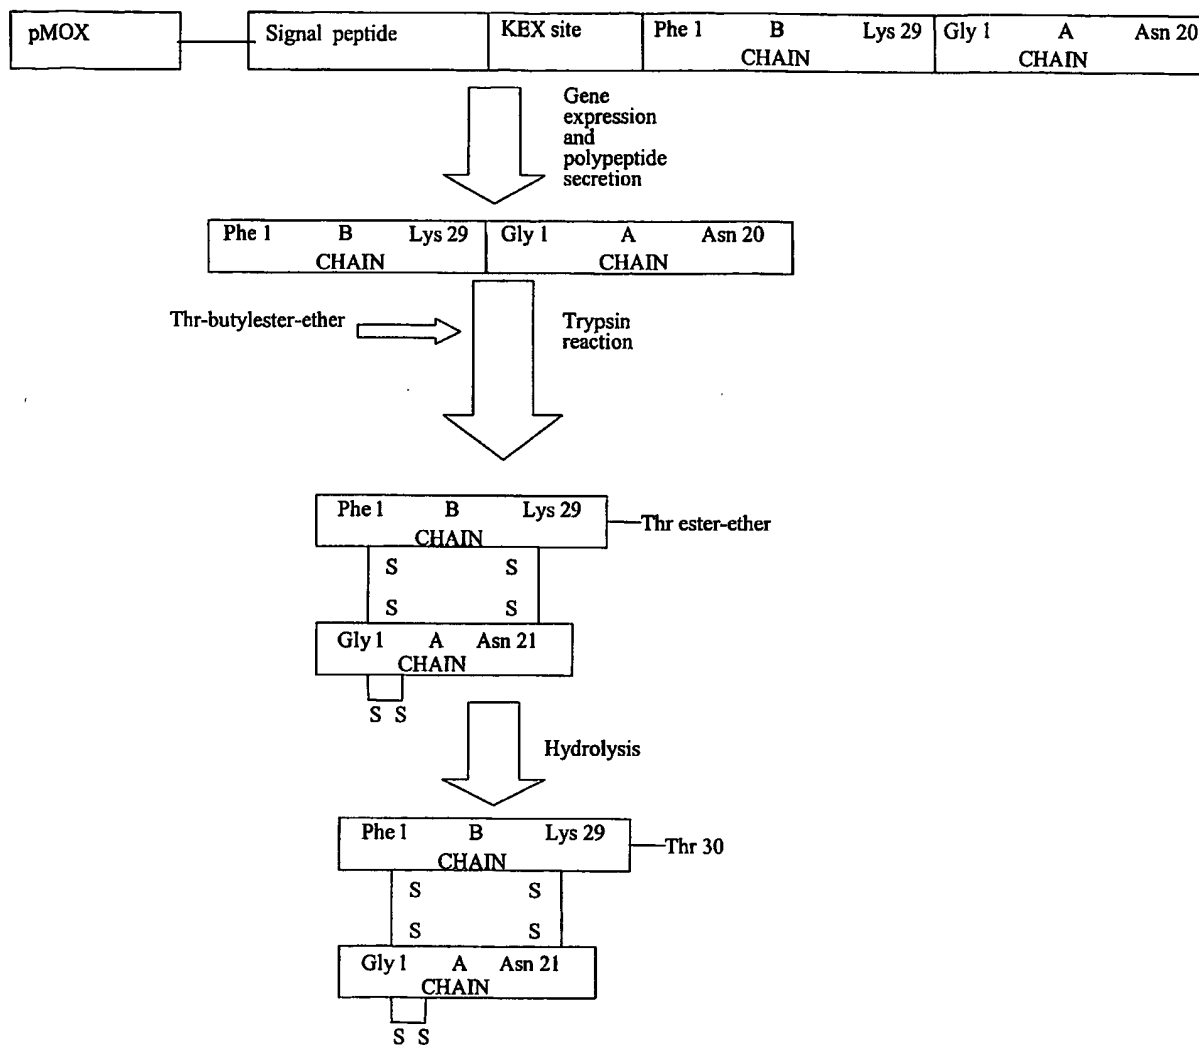 pMOX
Signal peptide
KEX site
Phe 1 B Lys 29
CHAIN
Gly 1 A Asn 20
CHAIN
Gene
expression
and
polypeptide
secretion
Phe 1 B Lys 29
CHAIN
Gly 1 A Asn 20
CHAIN
Thr-butylester-ether
Trypsin
reaction
Phe 1 B Lys 29
CHAIN
Thr ester-ether
S S
S S
Gly 1 A Asn 21
CHAIN
S S
Hydrolysis
Phe 1 B Lys 29
CHAIN
Thr 30
S S
S S
Gly 1 A Asn 21
CHAIN
S S